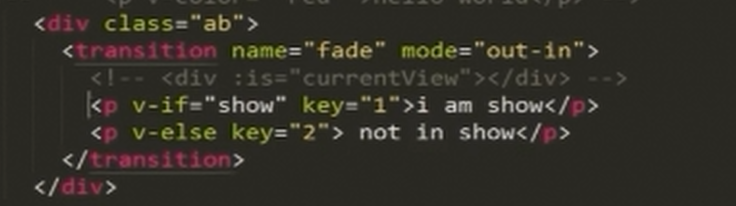 <div class="ab">
<transition name="fade" mode="out-in">
<!-- <div :is="currentView"></div> -->
<p v-if="show" key="1">i am show</p>
<p v-else key="2"> not in show</p>
</transition>
</div>